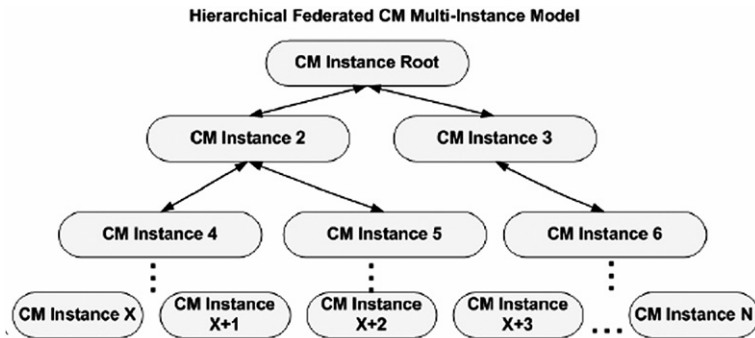 Hierarchical Federated CM Multi-Instance Model
CM Instance Root
CM Instance 2
CM Instance 3
CM Instance 4
CM Instance 5
CM Instance 6
CM Instance X
CM Instance
X+1
CM Instance
X+2
CM Instance
X+3
CM Instance N